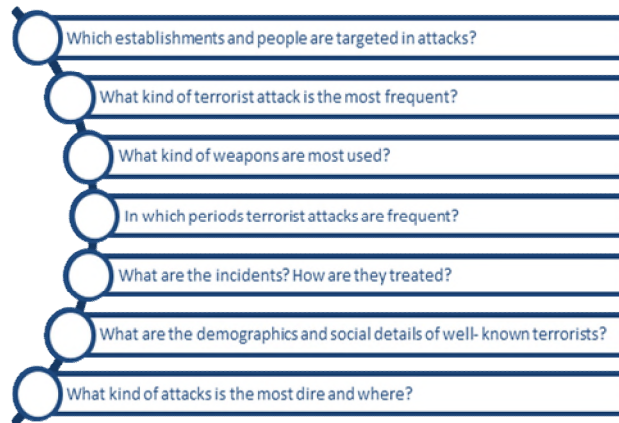 Which establishments and people are targeted in attacks?
What kind of terrorist attack is the most frequent?
What kind of weapons are most used?
In which periods terrorist attacks are frequent?
What are the incidents? How are they treated?
What are the demographics and social details of well- known terrorists?
What kind of attacks is the most dire and where?